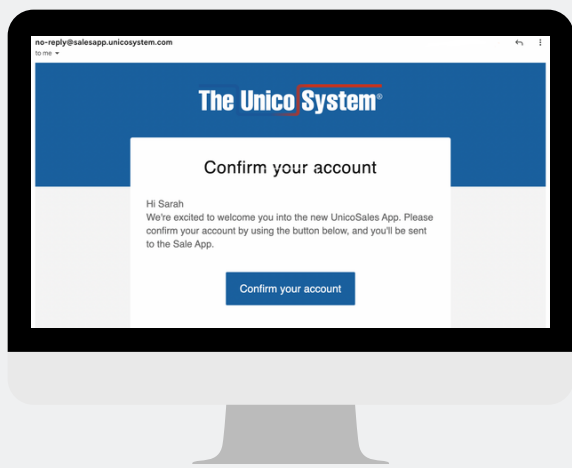 no-reply@salesapp.unicosystem.com
to me
The Unico System®
Confirm your account
Hi Sarah
We're excited to welcome you into the new UnicoSales App. Please
confirm your account by using the button below, and you'll be sent
to the Sale App.
Confirm your account